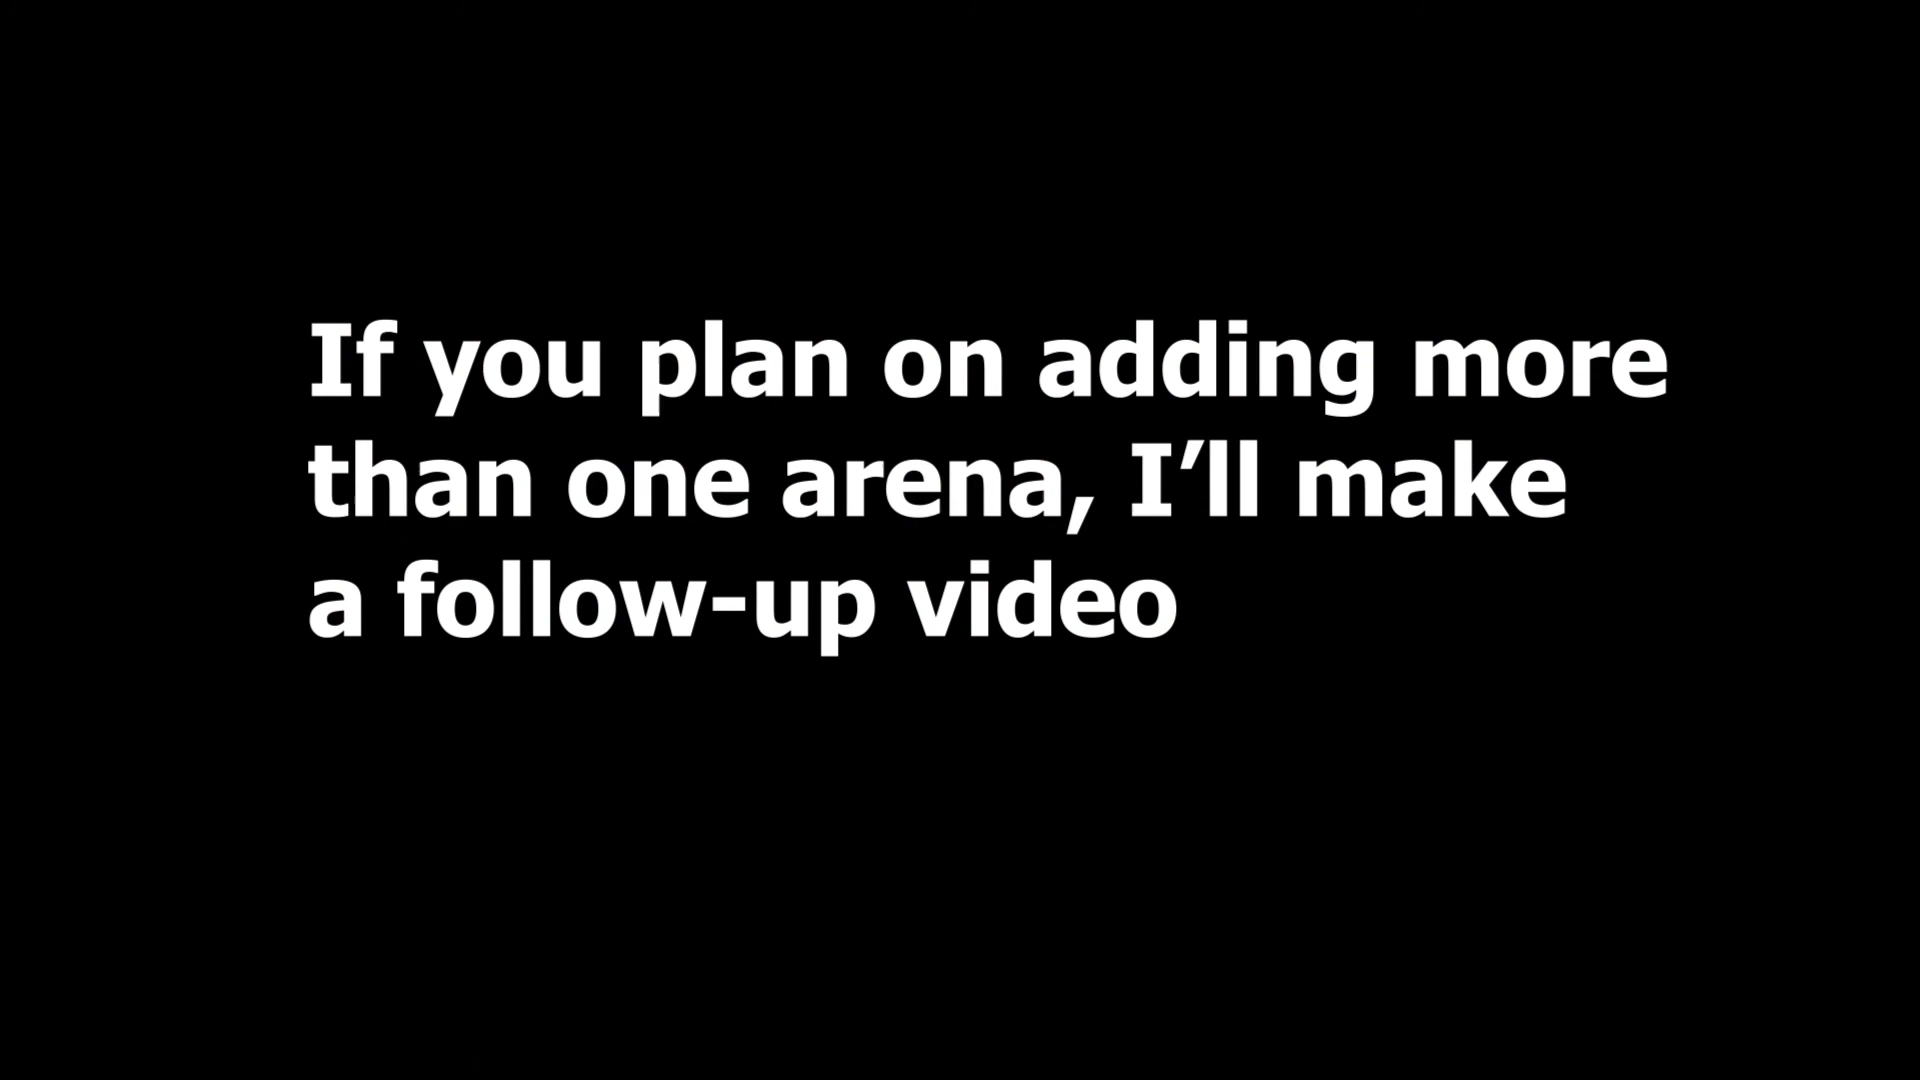 If you plan on adding more
than one arena, I’ll make
a follow-up video